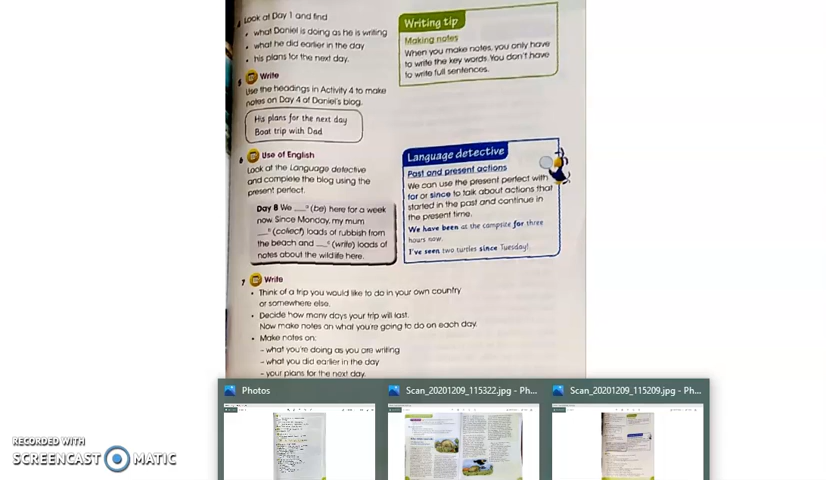 Look at Day 1 and find
• what Daniel is doing as he is writing
• what he did earlier in the day
• his plans for the next day.
5 Write
Use the headings in Activity 4 to make
notes on Day 4 of Daniel's blog.
His plans for the next day
Boat trip with Dad
6 Use of English
Look at the Language detective
and complete the blog using the
present perfect.
Day 8 We ___ᵃ (be) here for a week
now. Since Monday, my mum
___ᵇ (collect) loads of rubbish from
the beach and ___ᶜ (write) loads of
notes about the wildlife here.
Writing tip
Making notes
When you make notes, you only have
to write the key words. You don't have
to write full sentences.
Language detective
Past and present actions
We can use the present perfect with
for or since to talk about actions that
started in the past and continue in
the present time.
We have been at the campsite for three
hours now.
I've seen two turtles since Tuesday!
7 Write
• Think of a trip you would like to do in your own country
or somewhere else.
• Decide how many days your trip will last.
Now make notes on what you're going to do on each day.
• Make notes on:
– what you're doing as you are writing
– what you did earlier in the day
– your plans for the next day.
Photos
Scan_20201209_115322.jpg - Ph...
Scan_20201209_115209.jpg - Ph...
RECORDED WITH
SCREENCAST MATIC